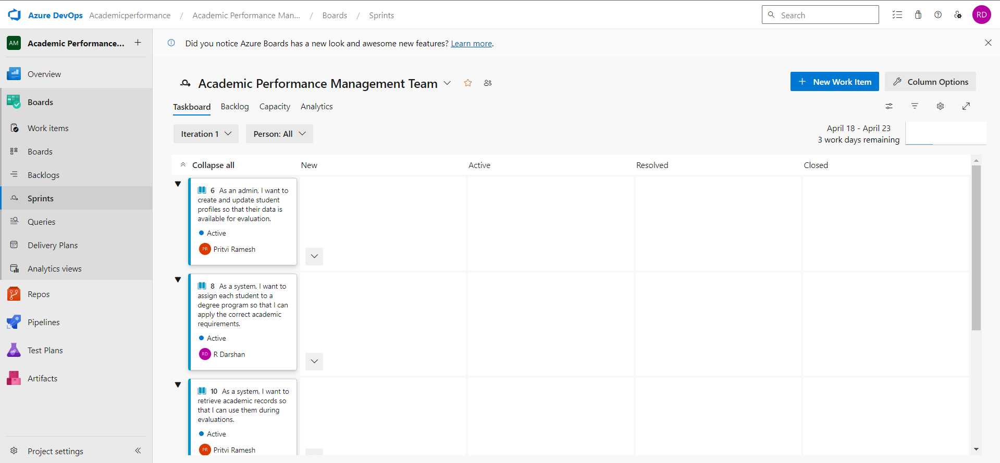 Azure DevOps Academicperformance / Academic Performance Man... / Boards / Sprints
Search
RD
AM Academic Performance... +
Did you notice Azure Boards has a new look and awesome new features? Learn more.
Overview
Boards
Work items
Boards
Backlogs
Sprints
Queries
Delivery Plans
Analytics views
Repos
Pipelines
Test Plans
Artifacts
Project settings
Academic Performance Management Team
+ New Work Item
Column Options
Taskboard Backlog Capacity Analytics
Iteration 1
Person: All
April 18 - April 23
3 work days remaining
Collapse all New Active Resolved Closed
6 As an admin, I want to
create and update student
profiles so that their data is
available for evaluation.
Active
PR Pritvi Ramesh
8 As a system, I want to
assign each student to a
degree program so that I can
apply the correct academic
requirements.
Active
RD R Darshan
10 As a system, I want to
retrieve academic records so
that I can use them during
evaluations.
Active
PR Pritvi Ramesh